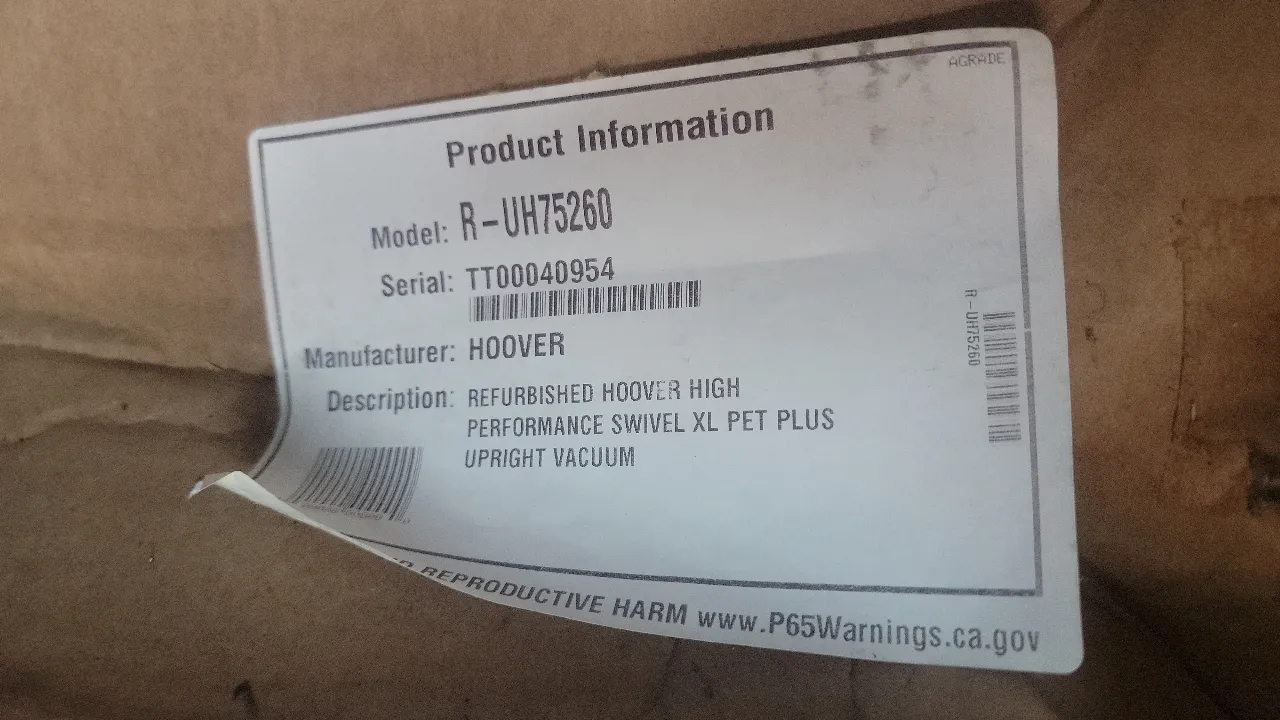 AGRADE
Product Information
Model: R-UH75260
Serial: TT00040954
Manufacturer: HOOVER
Description: REFURBISHED HOOVER HIGH
PERFORMANCE SWIVEL XL PET PLUS
UPRIGHT VACUUM
R-UH75260
REPRODUCTIVE HARM www.P65Warnings.ca.gov